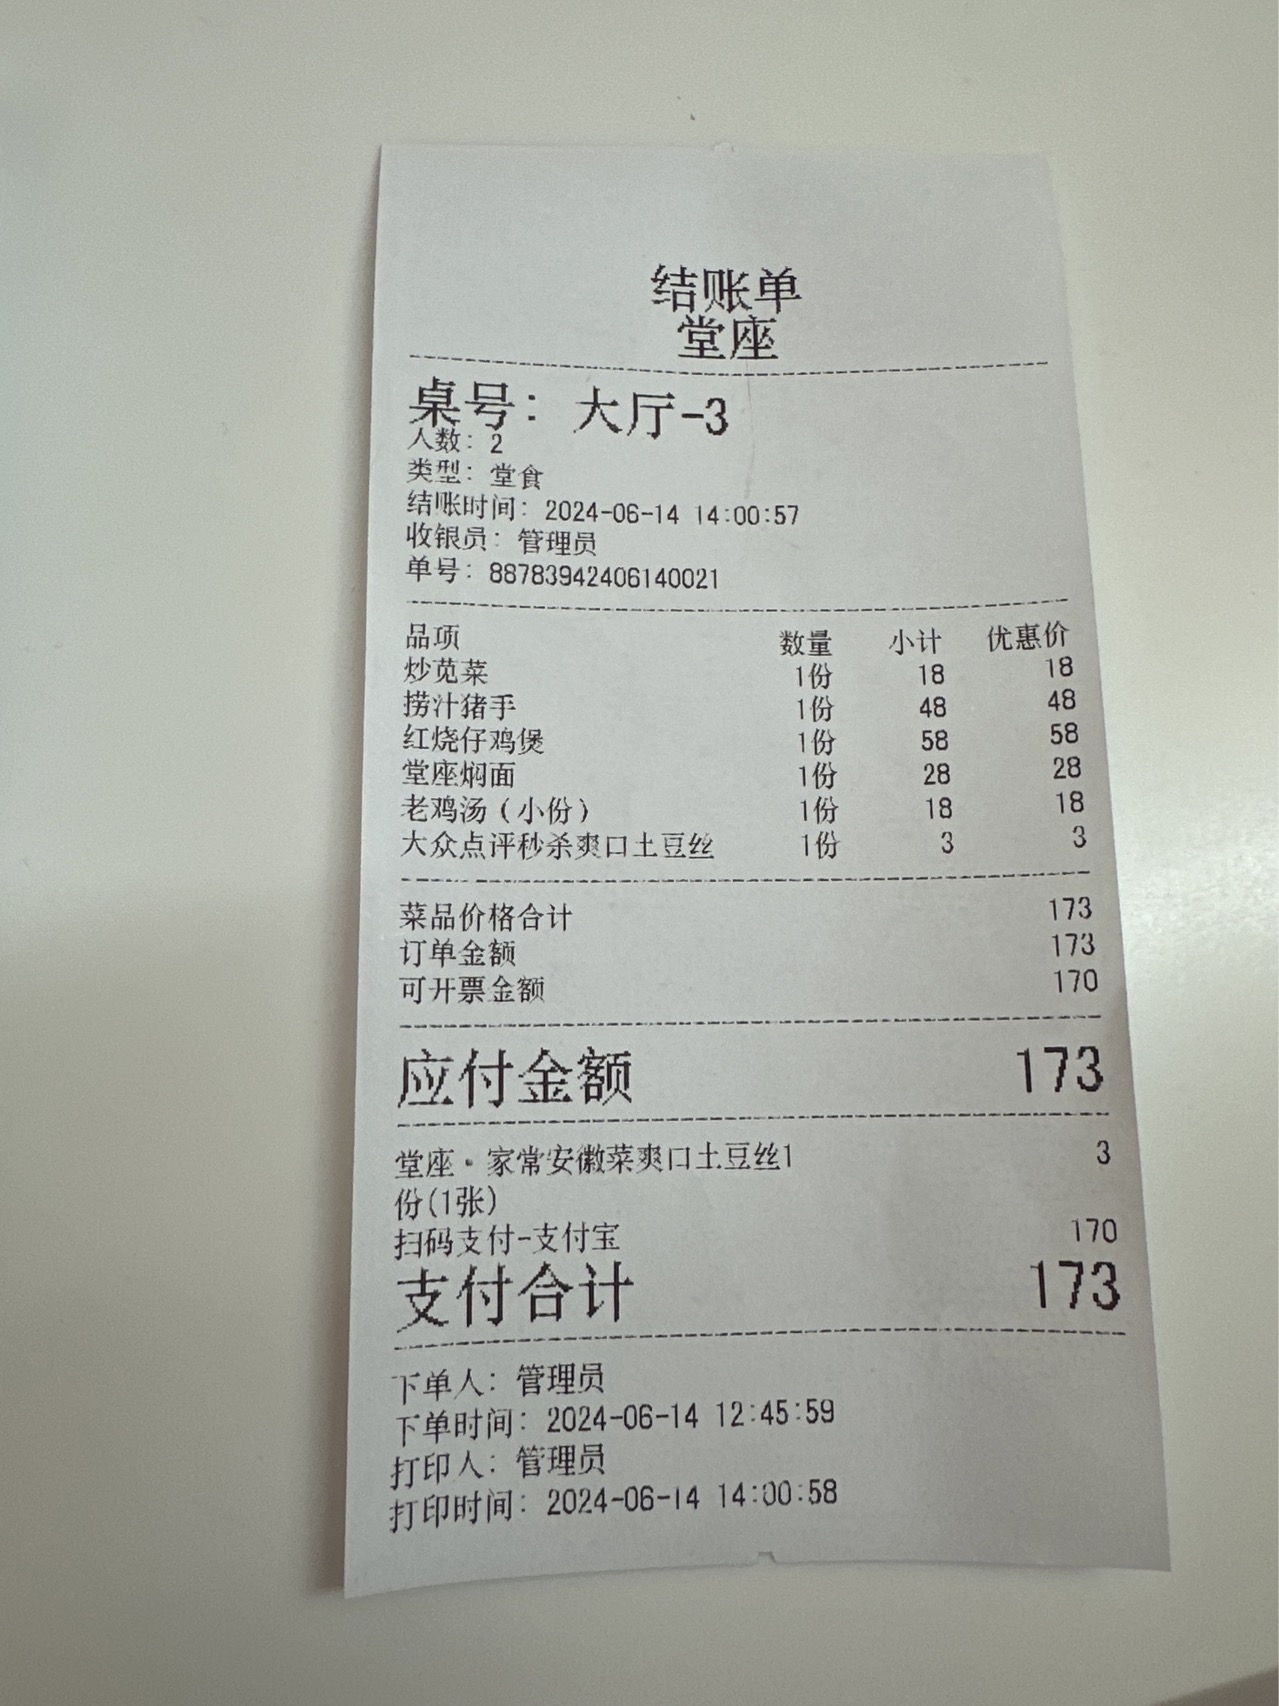 结账单
堂座
桌号: 大厅-3
人数: 2
类型: 堂食
结账时间: 2024-06-14 14:00:57
收银员: 管理员
单号: 88783942406140021
品项 数量 小计 优惠价
炒苋菜 1份 18 18
捞汁猪手 1份 48 48
红烧仔鸡煲 1份 58 58
堂座焖面 1份 28 28
老鸡汤(小份) 1份 18 18
大众点评秒杀爽口土豆丝 1份 3 3
菜品价格合计 173
订单金额 173
可开票金额 170
应付金额 173
堂座·家常安徽菜爽口土豆丝1 3
份(1张)
扫码支付-支付宝 170
支付合计 173
下单人: 管理员
下单时间: 2024-06-14 12:45:59
打印人: 管理员
打印时间: 2024-06-14 14:00:58